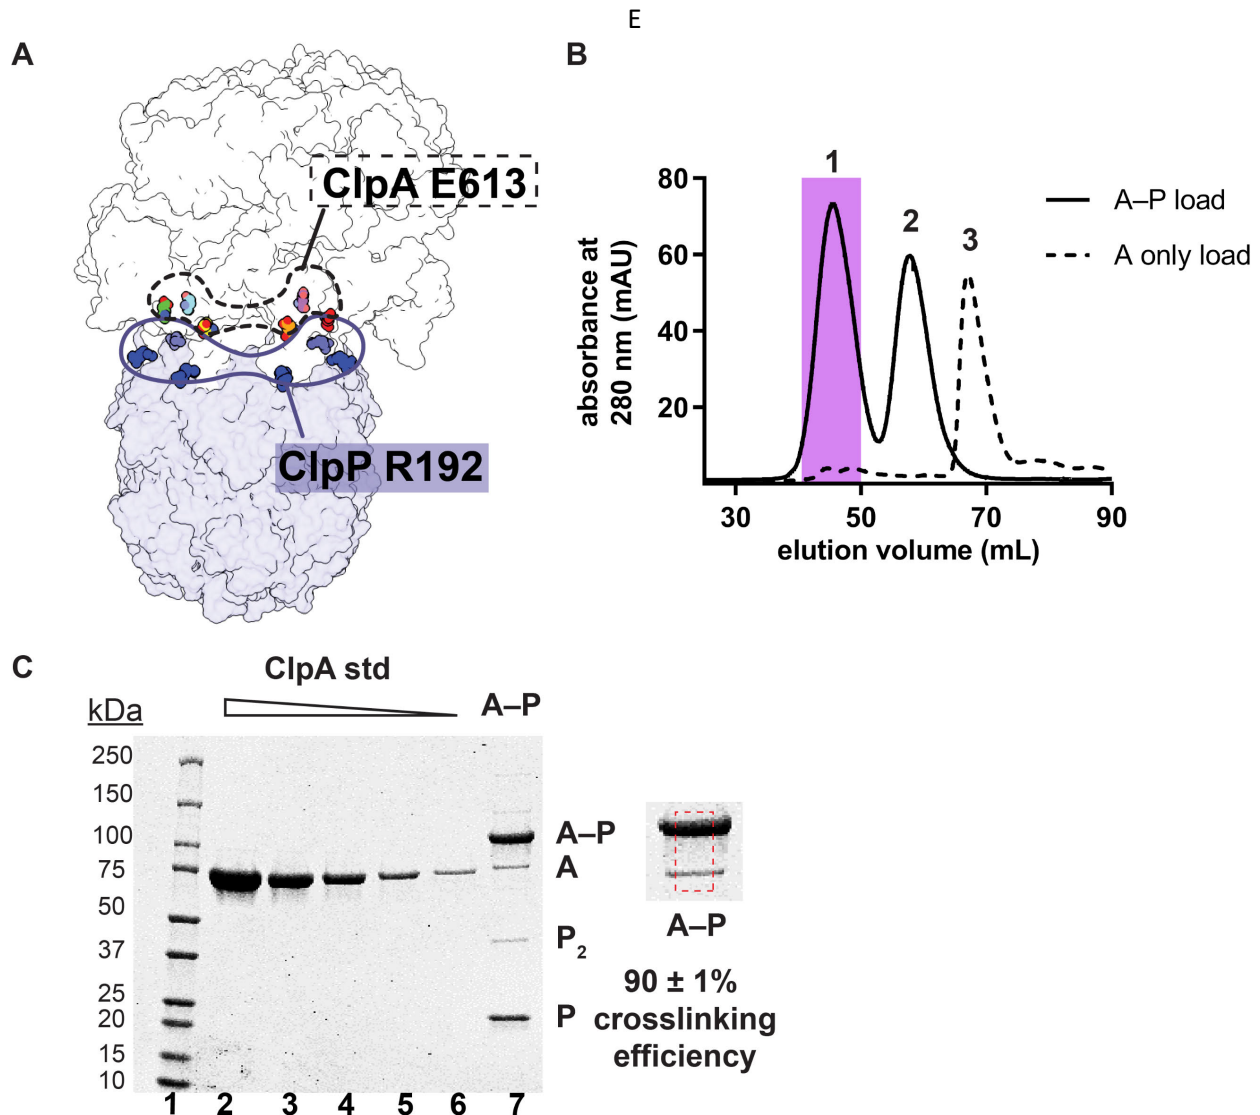 E
A
ClpA E613
ClpP R192
B
absorbance at
280 nm (mAU)
80
60
40
20
1
2
3
30
50
70
90
elution volume (mL)
A–P load
A only load
C
ClpA std
kDa
A–P
250
150
100
75
50
37
25
20
15
10
A–P
A
P2
P
1
2
3
4
5
6
7
A–P
90 ± 1%
crosslinking
efficiency